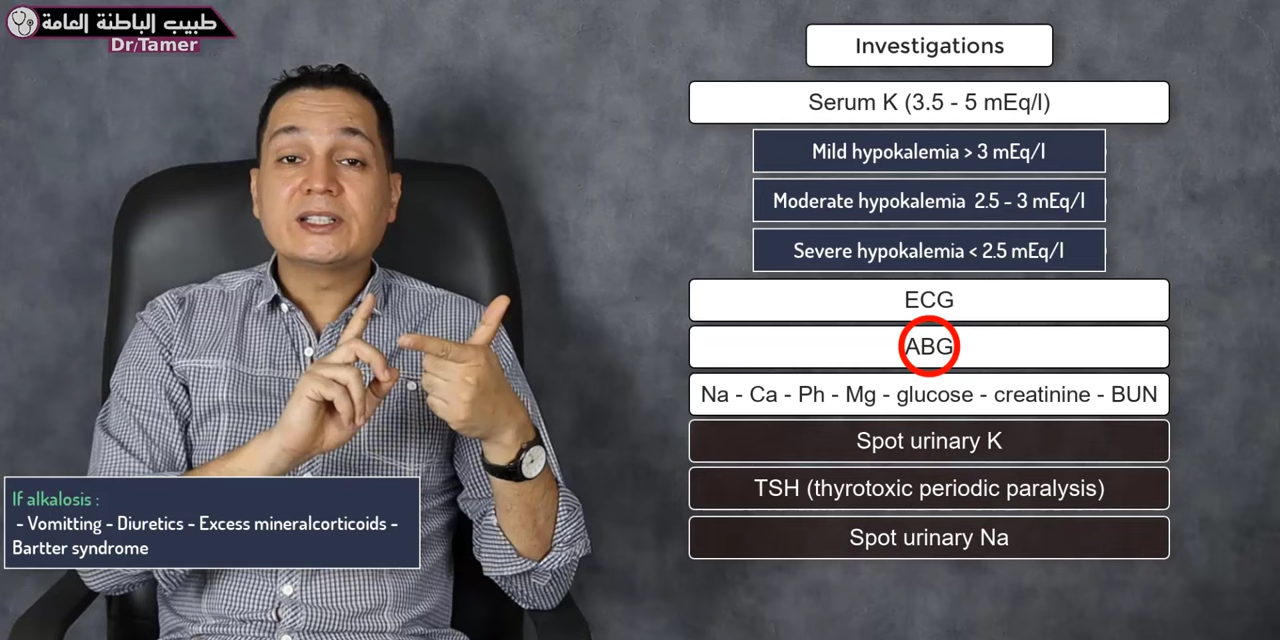 طبيب الباطنة العامة
Dr/Tamer
Investigations
Serum K (3.5 - 5 mEq/l)
Mild hypokalemia > 3 mEq/l
Moderate hypokalemia 2.5 - 3 mEq/l
Severe hypokalemia < 2.5 mEq/l
ECG
ABG
Na - Ca - Ph - Mg - glucose - creatinine - BUN
Spot urinary K
TSH (thyrotoxic periodic paralysis)
Spot urinary Na
If alkalosis :
- Vomitting - Diuretics - Excess mineralcorticoids -
Bartter syndrome